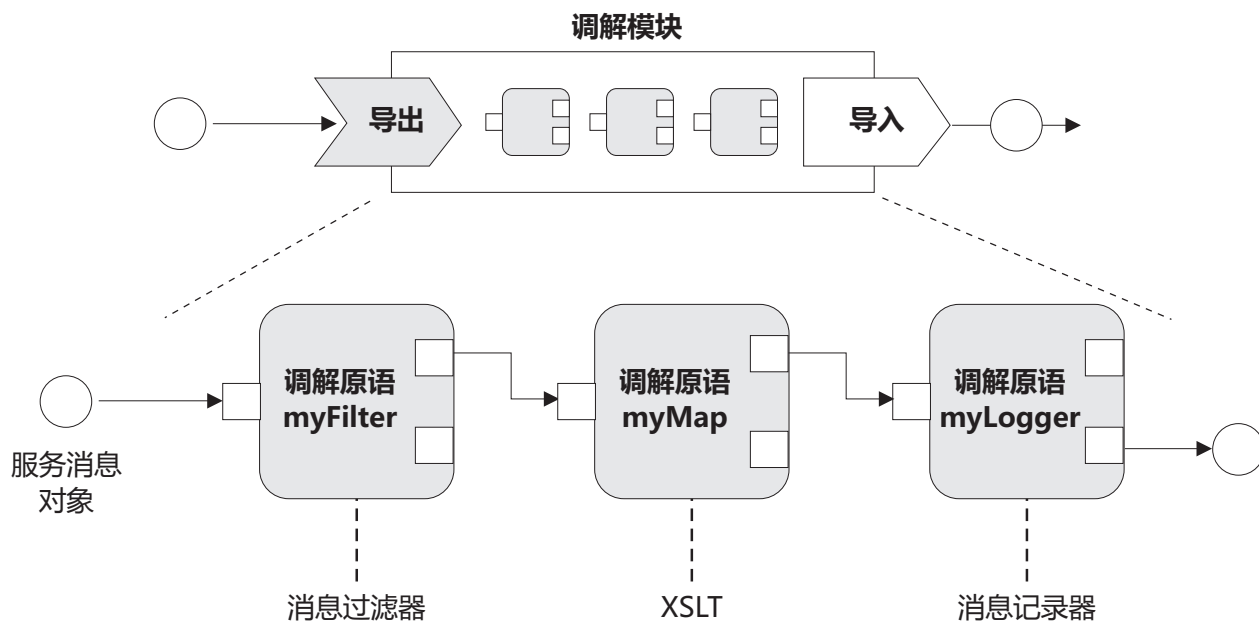 调解模块
导出
导入
调解原语
myFilter
调解原语
myMap
调解原语
myLogger
服务消息
对象
消息过滤器
XSLT
消息记录器